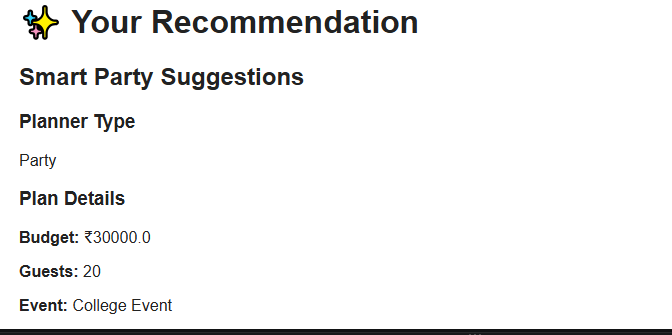 ✨ Your Recommendation
Smart Party Suggestions
Planner Type
Party
Plan Details
Budget: ₹30000.0
Guests: 20
Event: College Event